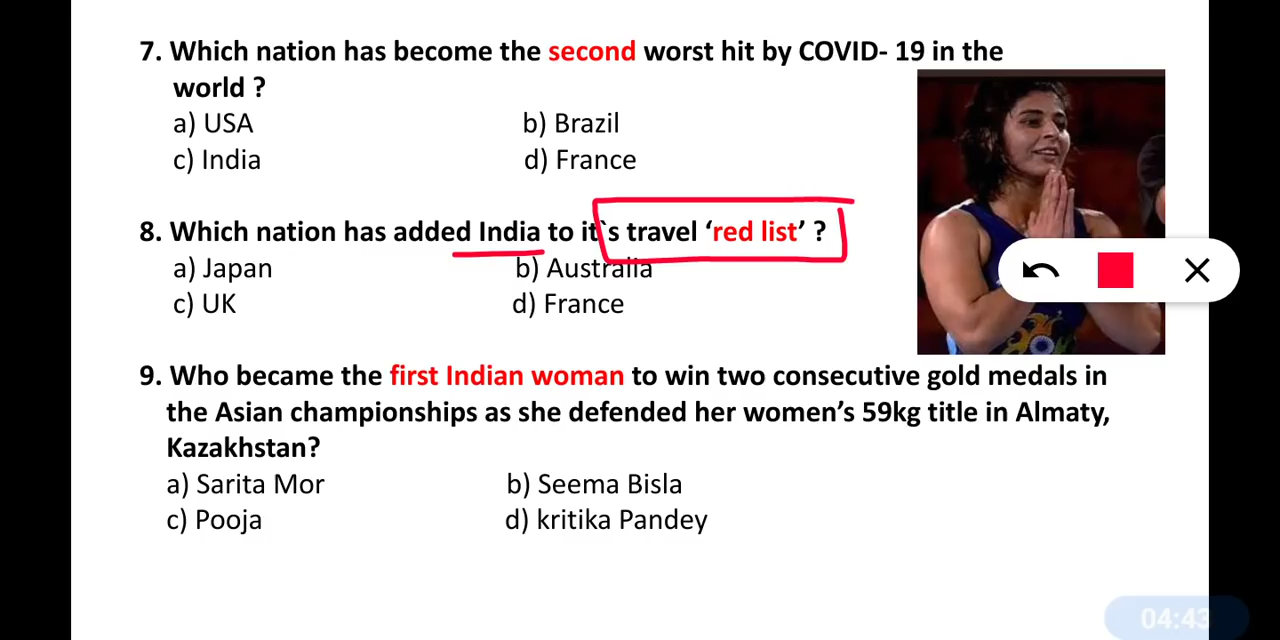 7. Which nation has become the second worst hit by COVID- 19 in the
world ?
a) USA b) Brazil
c) India d) France
8. Which nation has added India to it`s travel ‘red list’ ?
a) Japan b) Australia
c) UK d) France
9. Who became the first Indian woman to win two consecutive gold medals in
the Asian championships as she defended her women’s 59kg title in Almaty,
Kazakhstan?
a) Sarita Mor b) Seema Bisla
c) Pooja d) kritika Pandey
04:43